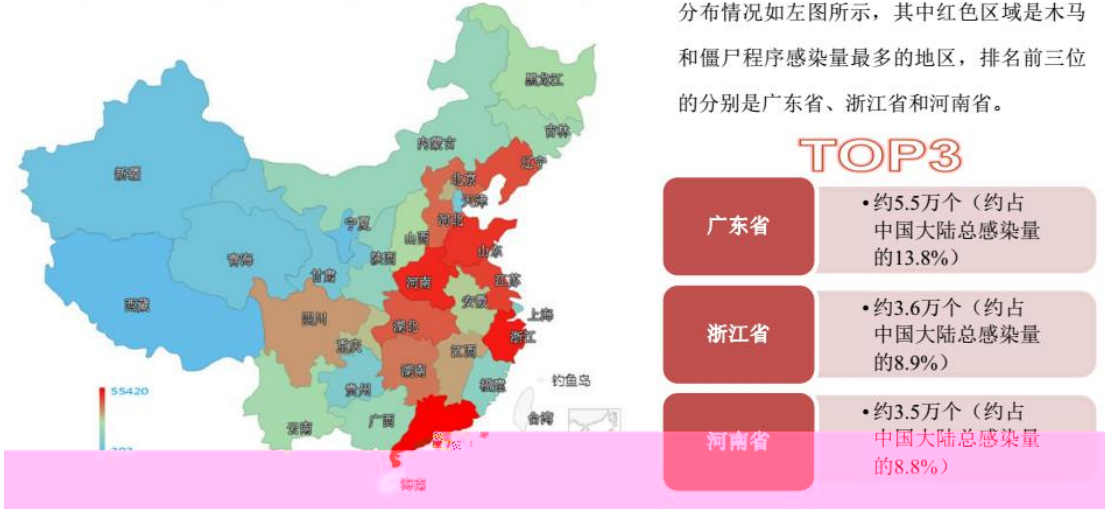 分布情况如左图所示，其中红色区域是木马
和僵尸程序感染量最多的地区，排名前三位
的分别是广东省、浙江省和河南省。
TOP3
广东省
•约5.5万个（约占
中国大陆总感染量
的13.8%）
浙江省
•约3.6万个（约占
中国大陆总感染量
的8.9%）
河南省
•约3.5万个（约占
中国大陆总感染量
的8.8%）
黑龙江
吉林
内蒙古
辽宁
新疆
北京
天津
宁夏
河北
山西
山东
青海
陕西
甘肃
河南
江苏
西藏
安徽
上海
四川
湖北
浙江
重庆
江西
湖南
福建
钓鱼岛
贵州
55420
广西
台湾
云南
海南